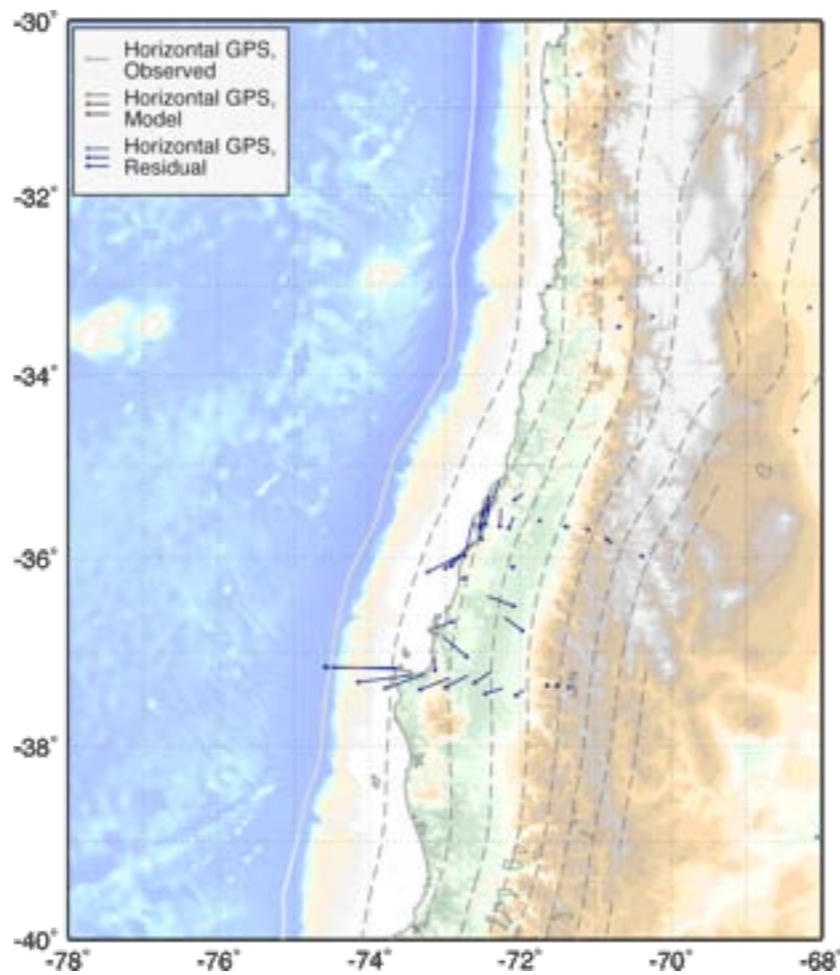 -30°
Horizontal GPS,
Observed
Horizontal GPS,
Model
Horizontal GPS,
Residual
-32°
-34°
-36°
-38°
-40°
-78° -76° -74° -72° -70° -68°